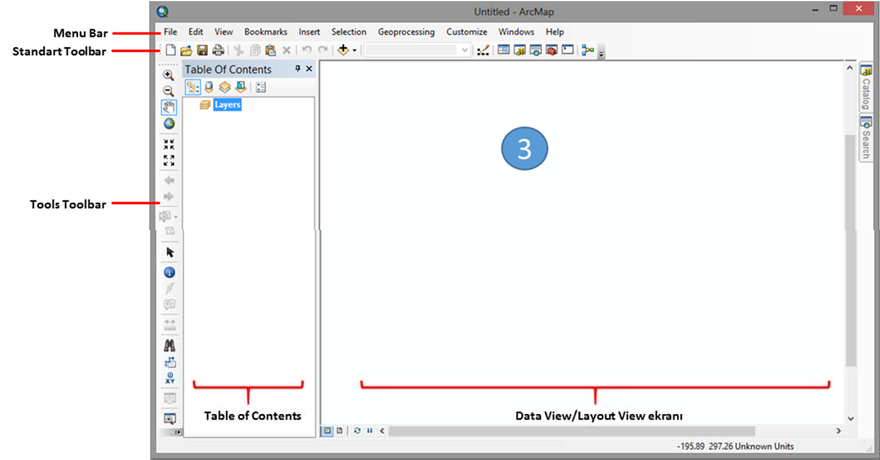 Untitled - ArcMap
Menu Bar
File Edit View Bookmarks Insert Selection Geoprocessing Customize Windows Help
Standart Toolbar
Table Of Contents
Layers
Catalog
Search
3
Tools Toolbar
XY
Table of Contents
Data View/Layout View ekranı
-195.89 297.26 Unknown Units